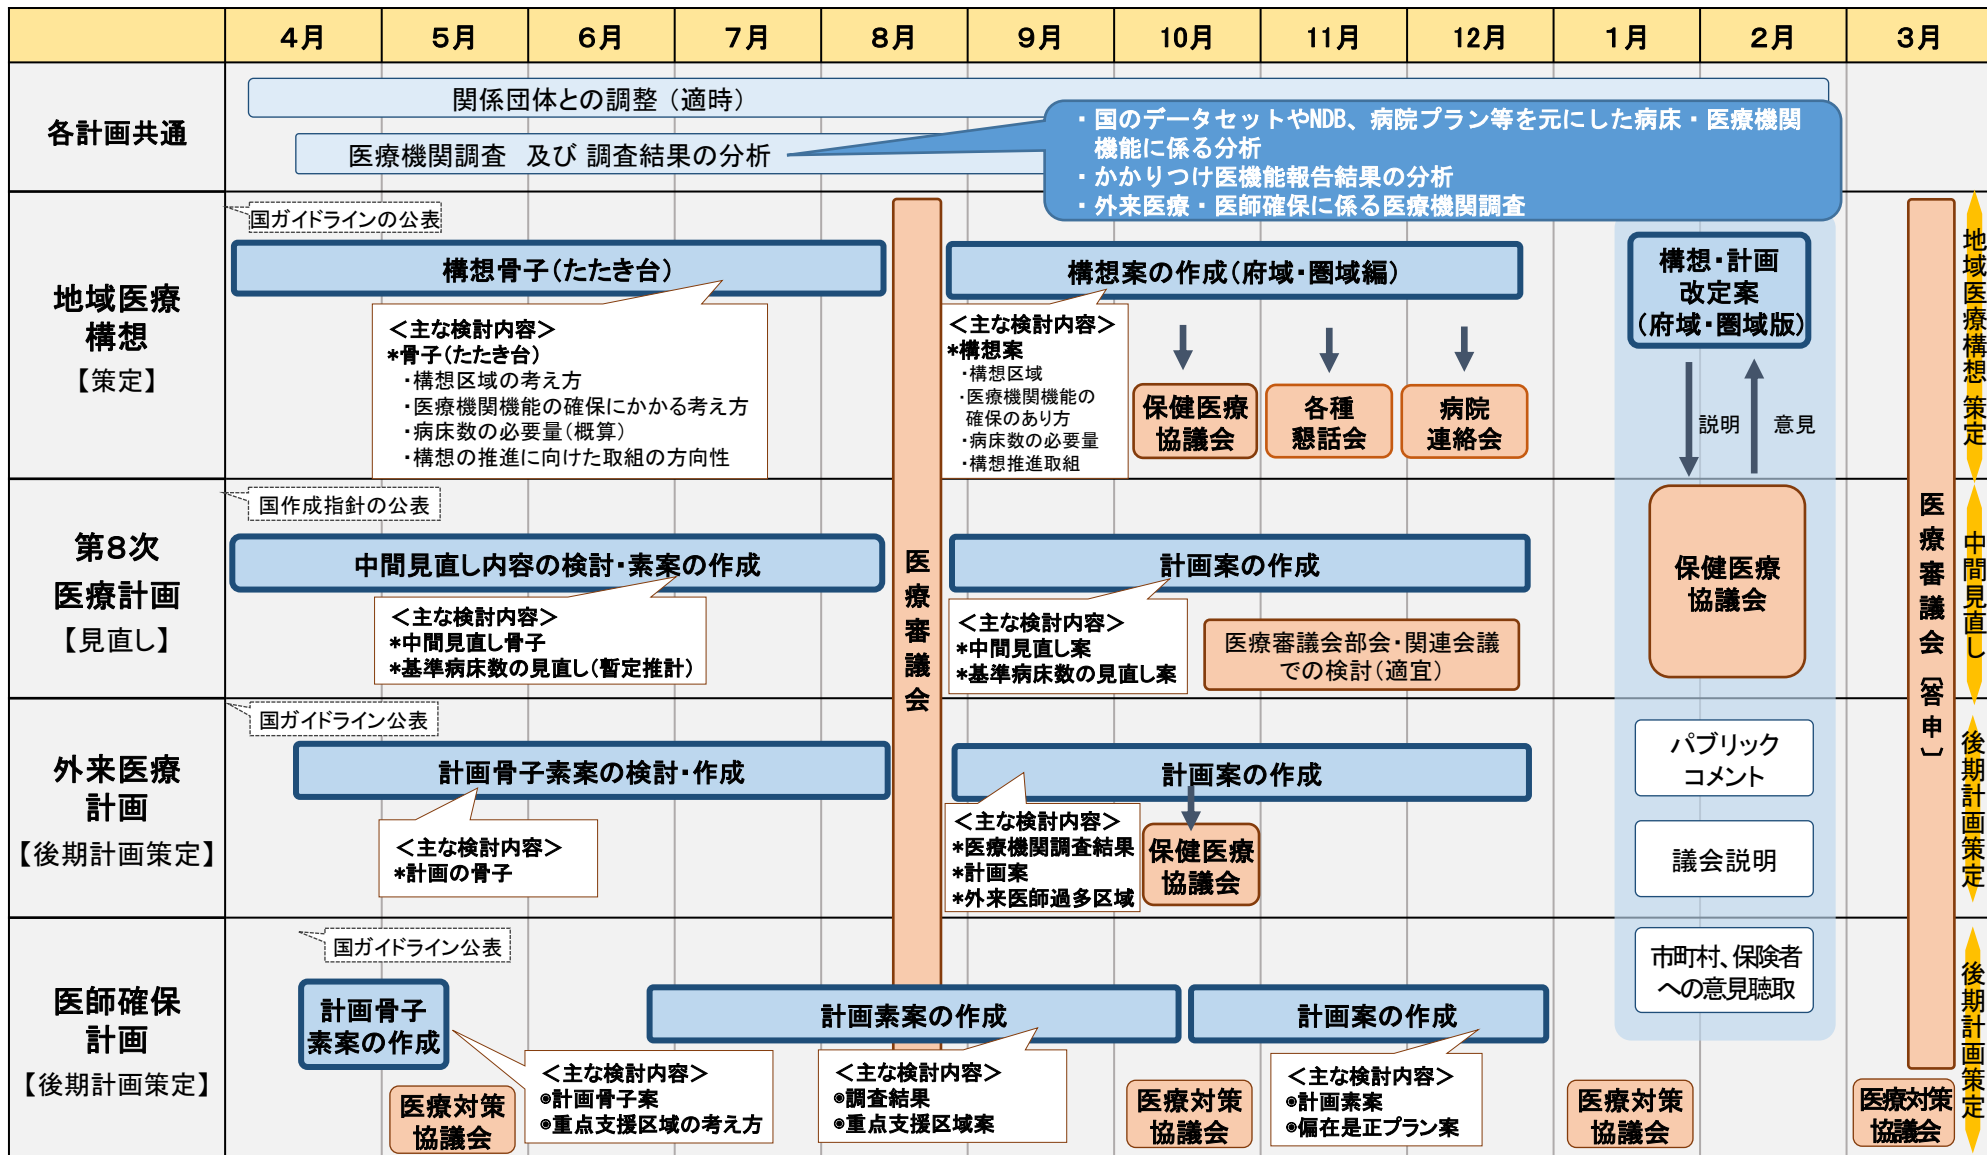 4月
5月
6月
7月
8月
9月
10月
11月
12月
1月
2月
3月
各計画共通
関係団体との調整（適時）
医療機関調査　及び 調査結果の分析
・国のデータセットやNDB、病院プラン等を元にした病床・医療機関
機能に係る分析
・かかりつけ医機能報告結果の分析
・外来医療・医師確保に係る医療機関調査
地域医療
構想
【策定】
国ガイドラインの公表
構想骨子（たたき台）
＜主な検討内容＞
*骨子（たたき台）
・構想区域の考え方
・医療機関機能の確保にかかる考え方
・病床数の必要量（概算）
・構想の推進に向けた取組の方向性
構想案の作成（府域・圏域編）
＜主な検討内容＞
*構想案
・構想区域
・医療機関機能の
確保のあり方
・病床数の必要量
・構想推進取組
保健医療
協議会
各種
懇話会
病院
連絡会
構想・計画
改定案
（府域・圏域版）
説明
意見
地域医療構想 策定
第8次
医療計画
【見直し】
国作成指針の公表
中間見直し内容の検討・素案の作成
＜主な検討内容＞
*中間見直し骨子
*基準病床数の見直し（暫定推計）
医療審議会
計画案の作成
＜主な検討内容＞
*中間見直し案
*基準病床数の見直し案
医療審議会部会・関連会議
での検討（適宜）
保健医療
協議会
医療審議会〔答申〕
中間見直し
外来医療
計画
【後期計画策定】
国ガイドライン公表
計画骨子素案の検討・作成
＜主な検討内容＞
*計画の骨子
計画案の作成
＜主な検討内容＞
*医療機関調査結果
*計画案
*外来医師過多区域
保健医療
協議会
パブリック
コメント
議会説明
後期計画策定
医師確保
計画
【後期計画策定】
国ガイドライン公表
計画骨子
素案の作成
医療対策
協議会
＜主な検討内容＞
◉計画骨子案
◉重点支援区域の考え方
計画素案の作成
＜主な検討内容＞
◉調査結果
◉重点支援区域案
計画案の作成
医療対策
協議会
＜主な検討内容＞
◉計画素案
◉偏在是正プラン案
市町村、保険者
への意見聴取
医療対策
協議会
医療対策
協議会
後期計画策定